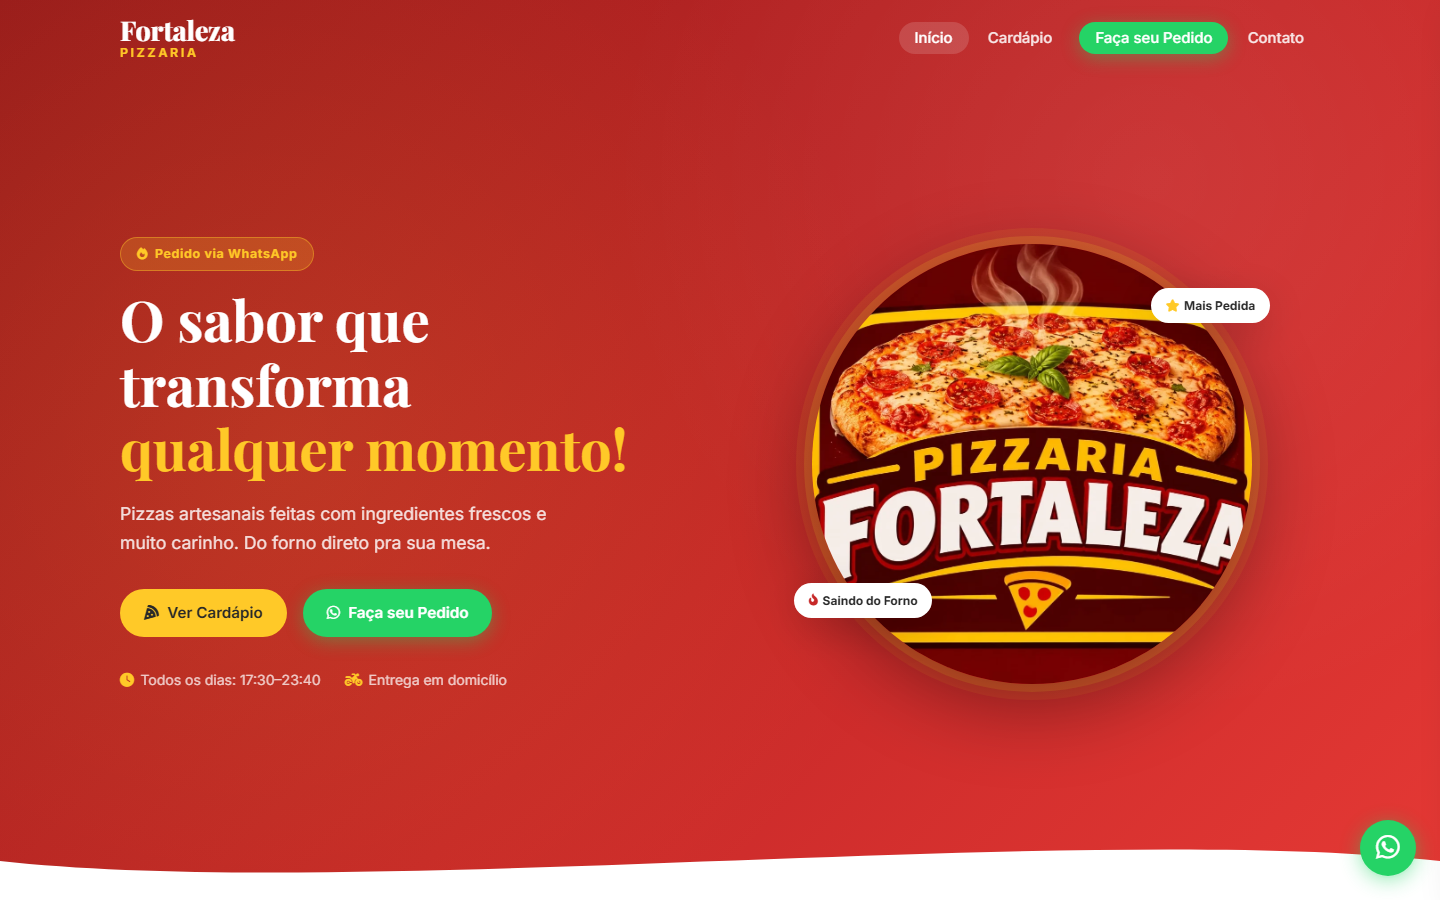 Fortaleza
PIZZARIA
Início
Cardápio
Faça seu Pedido
Contato
Pedido via WhatsApp
O sabor que
transforma
qualquer momento!
Pizzas artesanais feitas com ingredientes frescos e
muito carinho. Do forno direto pra sua mesa.
Ver Cardápio
Faça seu Pedido
Todos os dias: 17:30–23:40
Entrega em domicílio
Mais Pedida
PIZZARIA
FORTALEZA
Saindo do Forno